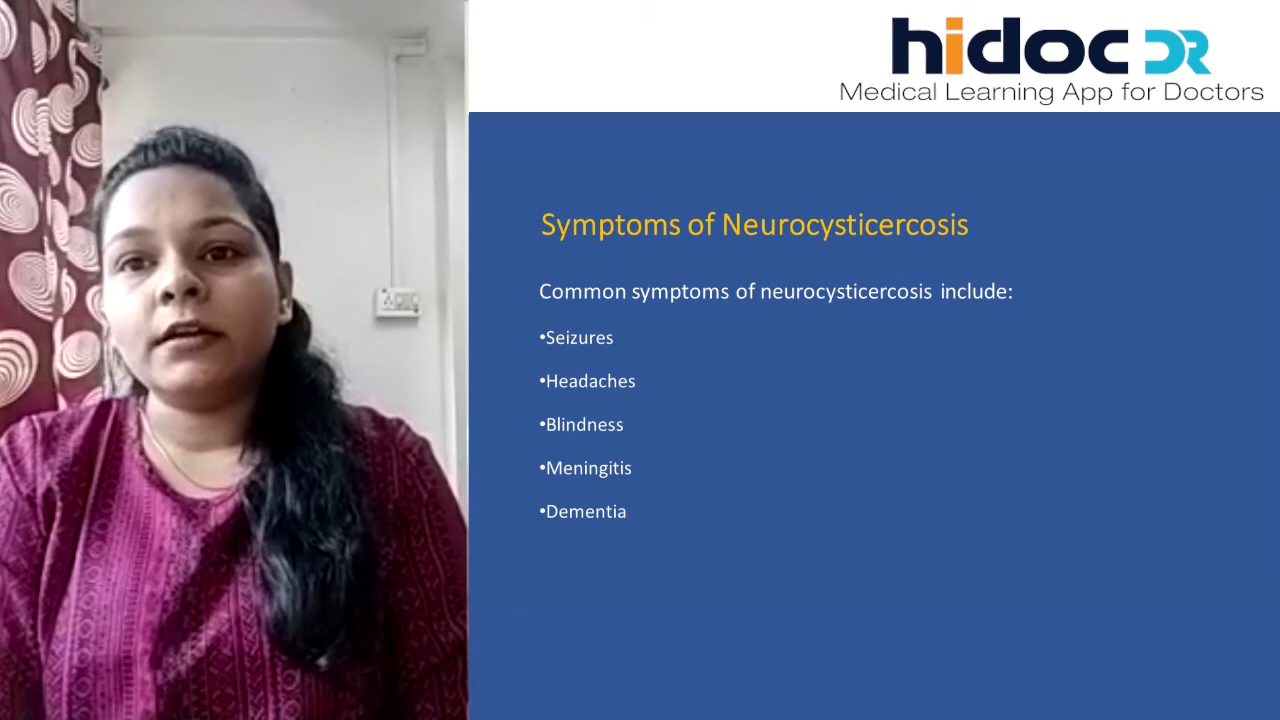 hidoc DR
Medical Learning App for Doctors
Symptoms of Neurocysticercosis
Common symptoms of neurocysticercosis include:
•Seizures
•Headaches
•Blindness
•Meningitis
•Dementia